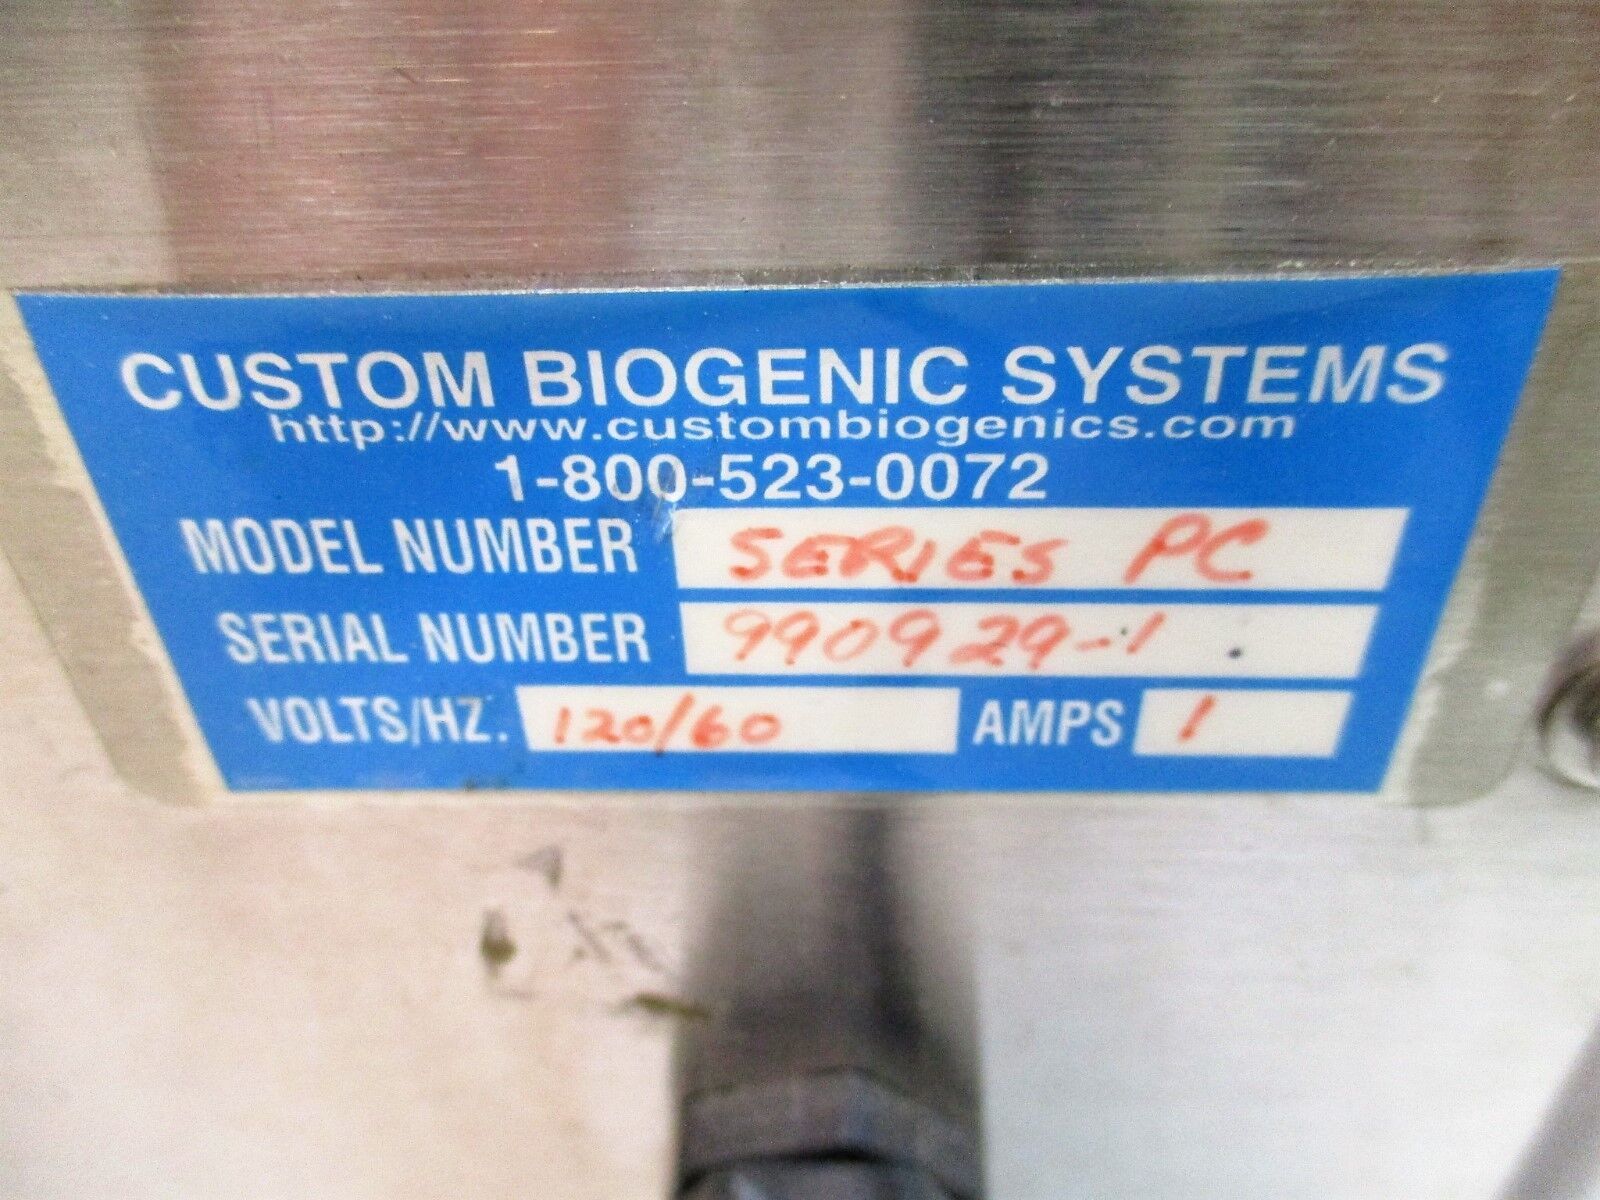 CUSTOM BIOGENIC SYSTEMS
http://www.custombiogenics.com
1-800-523-0072
MODEL NUMBER SERIES PC
SERIAL NUMBER 990929-1
VOLTS/HZ. 120/60 AMPS 1